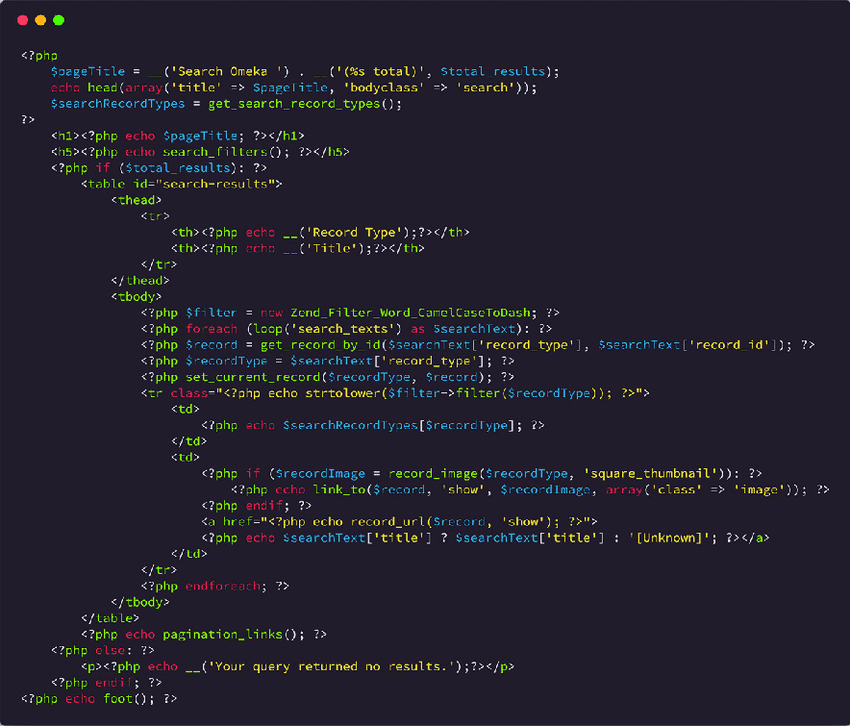 <?php
    $pageTitle = __('Search Omeka ') . __('(%s total)', $total_results);
    echo head(array('title' => $pageTitle, 'bodyclass' => 'search'));
    $searchRecordTypes = get_search_record_types();
?>
    <h1><?php echo $pageTitle; ?></h1>
    <h5><?php echo search_filters(); ?></h5>
    <?php if ($total_results): ?>
        <table id="search-results">
            <thead>
                <tr>
                    <th><?php echo __('Record Type');?></th>
                    <th><?php echo __('Title');?></th>
                </tr>
            </thead>
            <tbody>
                <?php $filter = new Zend_Filter_Word_CamelCaseToDash; ?>
                <?php foreach (loop('search_texts') as $searchText): ?>
                <?php $record = get_record_by_id($searchText['record_type'], $searchText['record_id']); ?>
                <?php $recordType = $searchText['record_type']; ?>
                <?php set_current_record($recordType, $record); ?>
                <tr class="<?php echo strtolower($filter->filter($recordType)); ?>">
                    <td>
                        <?php echo $searchRecordTypes[$recordType]; ?>
                    </td>
                    <td>
                        <?php if ($recordImage = record_image($recordType, 'square_thumbnail')): ?>
                            <?php echo link_to($record, 'show', $recordImage, array('class' => 'image')); ?>
                        <?php endif; ?>
                        <a href="<?php echo record_url($record, 'show'); ?>">
                        <?php echo $searchText['title'] ? $searchText['title'] : '[Unknown]'; ?></a>
                    </td>
                </tr>
                <?php endforeach; ?>
            </tbody>
        </table>
        <?php echo pagination_links(); ?>
    <?php else: ?>
        <p><?php echo __('Your query returned no results.');?></p>
    <?php endif; ?>
<?php echo foot(); ?>